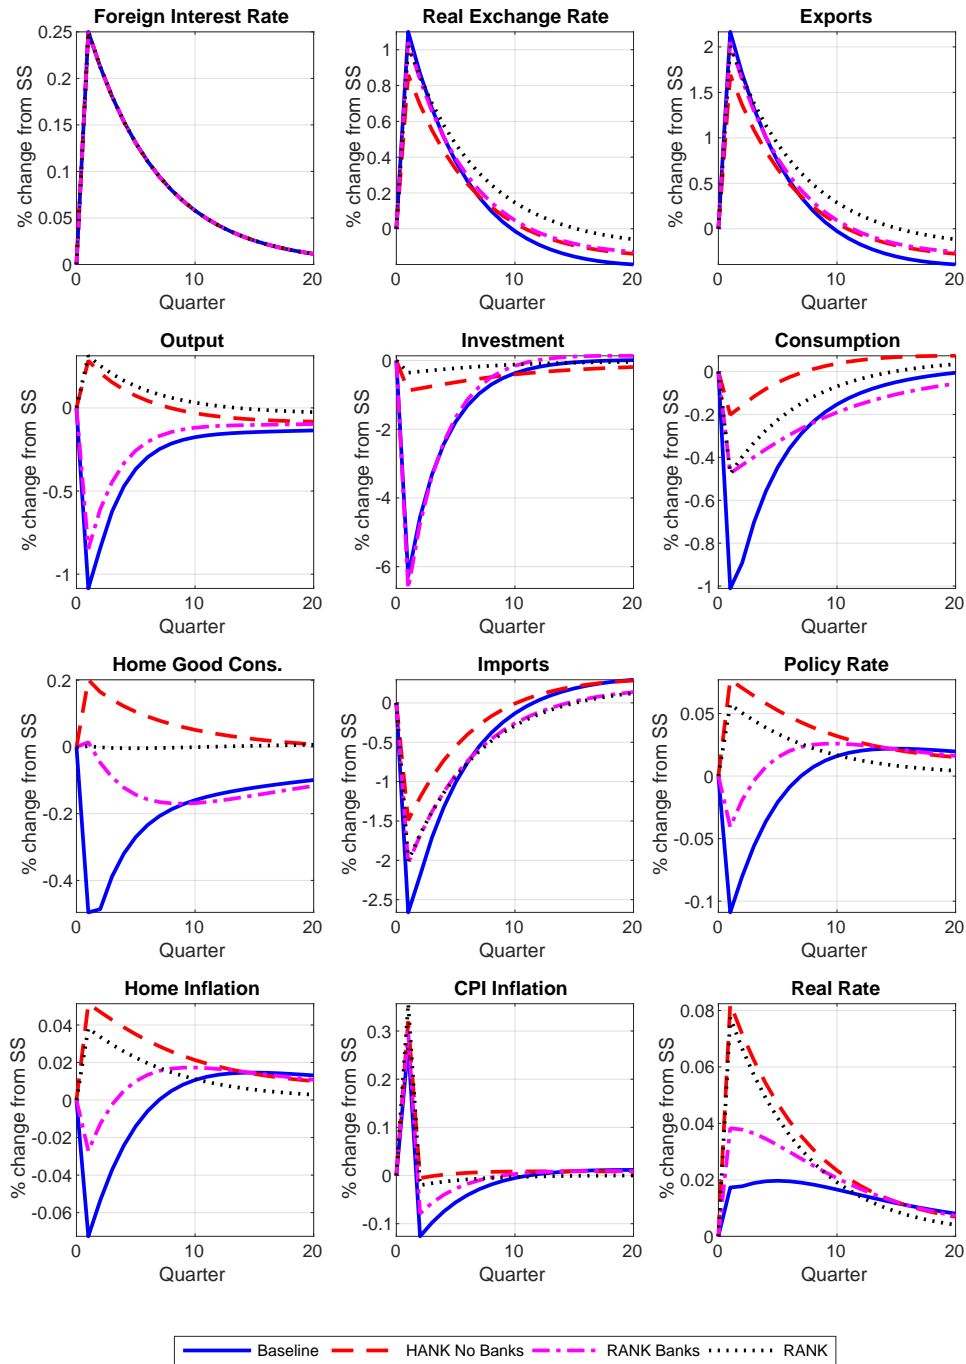 Foreign Interest Rate
% change from SS
0.25
0.2
0.15
0.1
0.05
0
0 10 20
Quarter
Real Exchange Rate
% change from SS
1
0.8
0.6
0.4
0.2
0
0 10 20
Quarter
Exports
% change from SS
2
1.5
1
0.5
0
0 10 20
Quarter
Output
% change from SS
0
-0.5
-1
0 10 20
Quarter
Investment
% change from SS
0
-2
-4
-6
0 10 20
Quarter
Consumption
% change from SS
0
-0.2
-0.4
-0.6
-0.8
-1
0 10 20
Quarter
Home Good Cons.
% change from SS
0.2
0
-0.2
-0.4
0 10 20
Quarter
Imports
% change from SS
0
-0.5
-1
-1.5
-2
-2.5
0 10 20
Quarter
Policy Rate
% change from SS
0.05
0
-0.05
-0.1
0 10 20
Quarter
Home Inflation
% change from SS
0.04
0.02
0
-0.02
-0.04
-0.06
0 10 20
Quarter
CPI Inflation
% change from SS
0.3
0.2
0.1
0
-0.1
0 10 20
Quarter
Real Rate
% change from SS
0.08
0.06
0.04
0.02
0
0 10 20
Quarter
Baseline HANK No Banks RANK Banks RANK